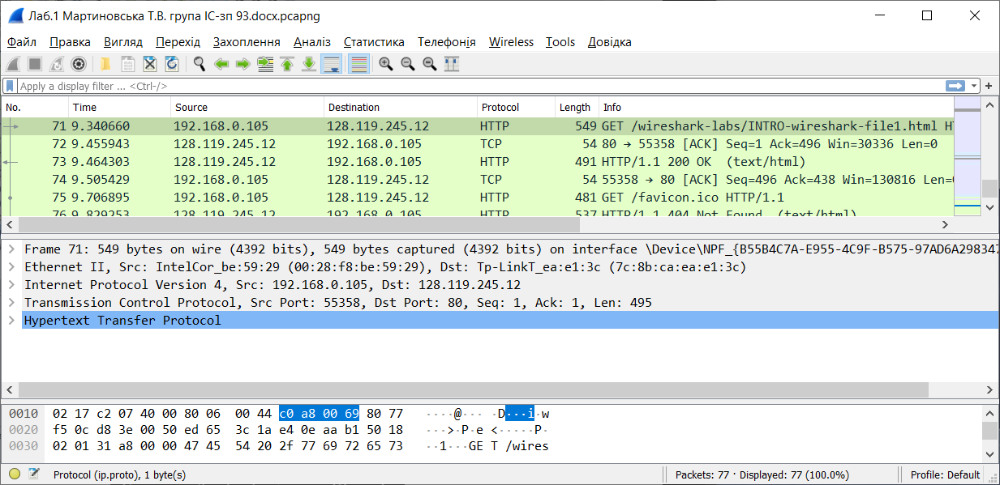 Лаб.1 Мартиновська Т.В. група ІС-зп 93.docx.pcapng
Файл Правка Вигляд Перехід Захоплення Аналіз Статистика Телефонія Wireless Tools Довідка
Apply a display filter ... <Ctrl-/>
No. Time Source Destination Protocol Length Info
71 9.340660 192.168.0.105 128.119.245.12 HTTP 549 GET /wireshark-labs/INTRO-wireshark-file1.html HT
72 9.455943 128.119.245.12 192.168.0.105 TCP 54 80 → 55358 [ACK] Seq=1 Ack=496 Win=30336 Len=0
73 9.464303 128.119.245.12 192.168.0.105 HTTP 491 HTTP/1.1 200 OK (text/html)
74 9.505429 192.168.0.105 128.119.245.12 TCP 54 55358 → 80 [ACK] Seq=496 Ack=438 Win=130816 Len=
75 9.706895 192.168.0.105 128.119.245.12 HTTP 481 GET /favicon.ico HTTP/1.1
76 9.829253 128.119.245.12 192.168.0.105 HTTP 537 HTTP/1.1 404 Not Found (text/html)
Frame 71: 549 bytes on wire (4392 bits), 549 bytes captured (4392 bits) on interface \Device\NPF_{B55B4C7A-E955-4C9F-B575-97AD6A298347
Ethernet II, Src: IntelCor_be:59:29 (00:28:f8:be:59:29), Dst: Tp-LinkT_ea:e1:3c (7c:8b:ca:ea:e1:3c)
Internet Protocol Version 4, Src: 192.168.0.105, Dst: 128.119.245.12
Transmission Control Protocol, Src Port: 55358, Dst Port: 80, Seq: 1, Ack: 1, Len: 495
Hypertext Transfer Protocol
0010 02 17 c2 07 40 00 80 06 00 44 c0 a8 00 69 80 77 ····@··· ·D···i·w
0020 f5 0c d8 3e 00 50 ed 65 3c 1a e4 0e aa b1 50 18 ···>·P·e <·····P·
0030 02 01 31 a8 00 00 47 45 54 20 2f 77 69 72 65 73 ··1···GE T /wires
Protocol (ip.proto), 1 byte(s) Packets: 77 · Displayed: 77 (100.0%) Profile: Default